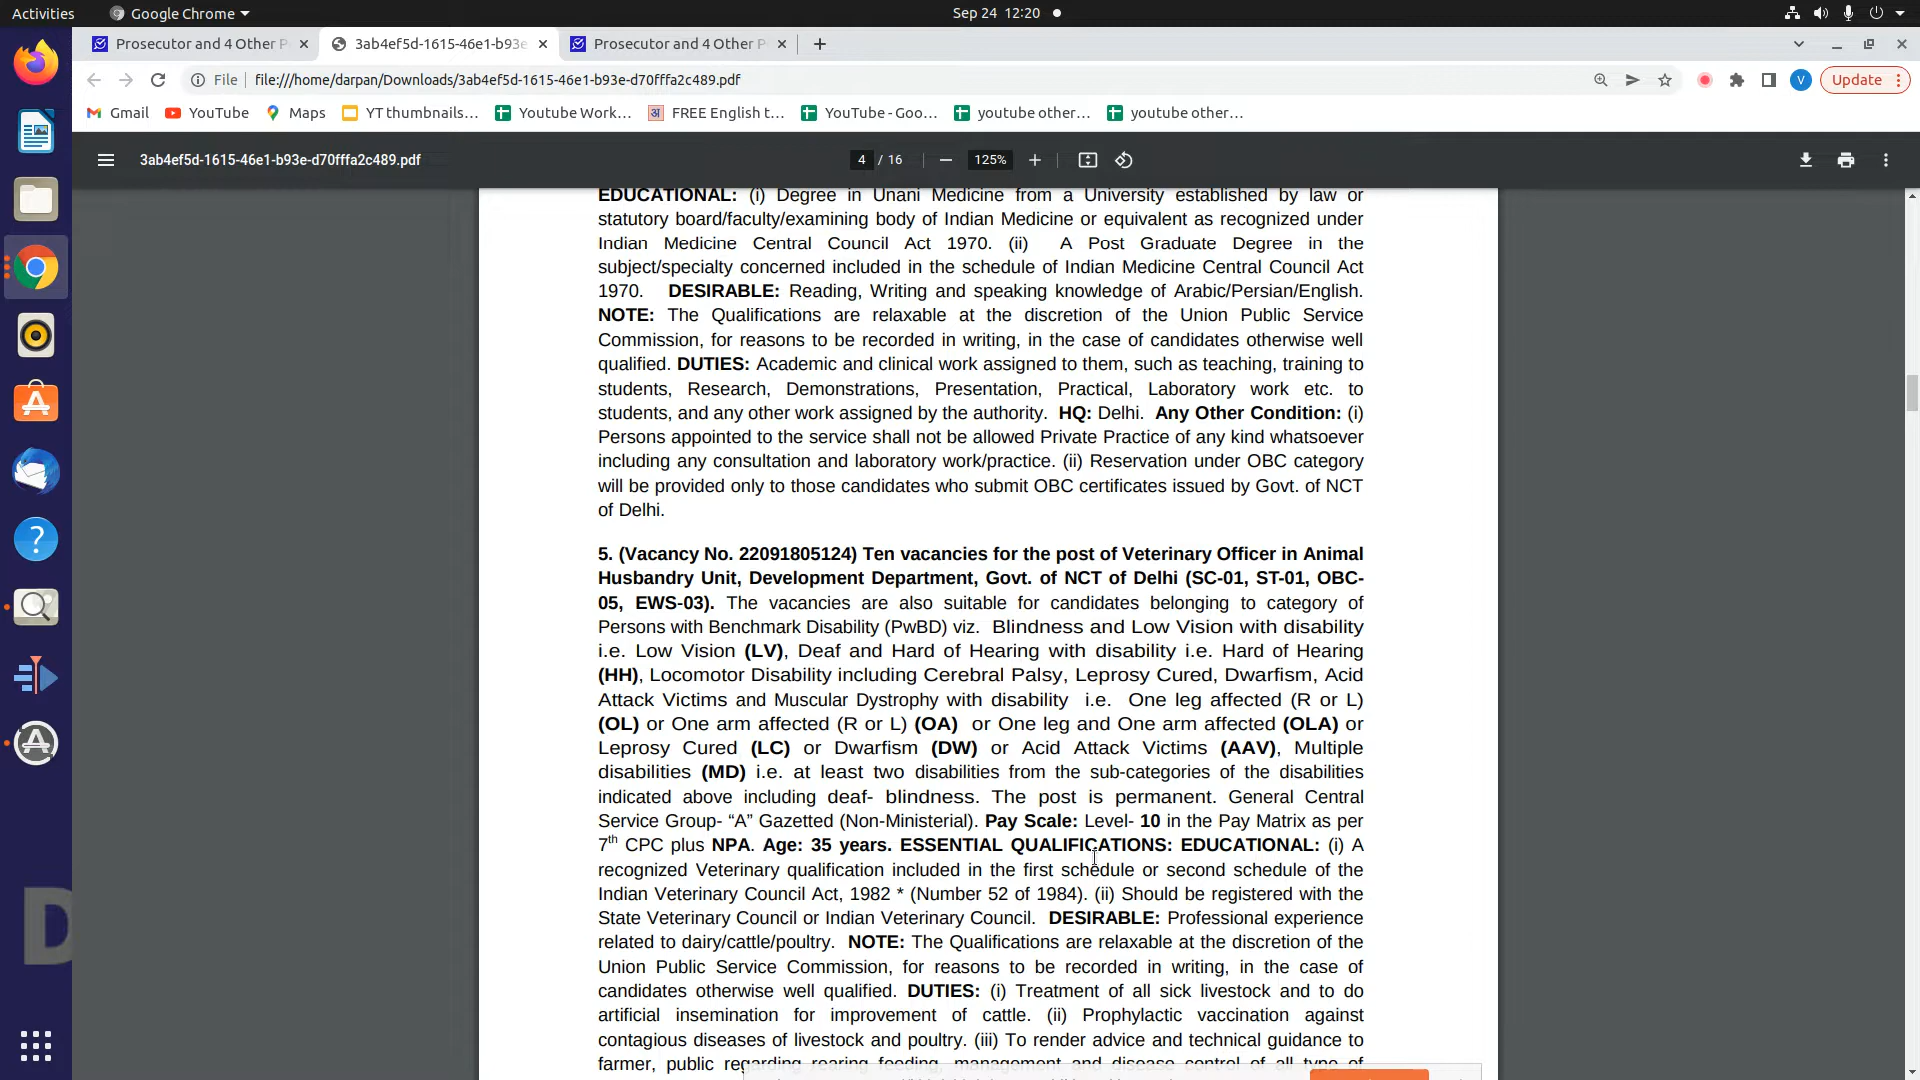 Activities
Google Chrome
Sep 24 12:20
Prosecutor and 4 Other P
3ab4ef5d-1615-46e1-b93e
Prosecutor and 4 Other P
File
file:///home/darpan/Downloads/3ab4ef5d-1615-46e1-b93e-d70fffa2c489.pdf
V
Update
Gmail
YouTube
Maps
YT thumbnails...
Youtube Work...
FREE English t...
YouTube - Goo...
youtube other...
youtube other...
3ab4ef5d-1615-46e1-b93e-d70fffa2c489.pdf
4 / 16
125%
EDUCATIONAL: (i) Degree in Unani Medicine from a University established by law or
statutory board/faculty/examining body of Indian Medicine or equivalent as recognized under
Indian Medicine Central Council Act 1970. (ii) A Post Graduate Degree in the
subject/specialty concerned included in the schedule of Indian Medicine Central Council Act
1970. DESIRABLE: Reading, Writing and speaking knowledge of Arabic/Persian/English.
NOTE: The Qualifications are relaxable at the discretion of the Union Public Service
Commission, for reasons to be recorded in writing, in the case of candidates otherwise well
qualified. DUTIES: Academic and clinical work assigned to them, such as teaching, training to
students, Research, Demonstrations, Presentation, Practical, Laboratory work etc. to
students, and any other work assigned by the authority. HQ: Delhi. Any Other Condition: (i)
Persons appointed to the service shall not be allowed Private Practice of any kind whatsoever
including any consultation and laboratory work/practice. (ii) Reservation under OBC category
will be provided only to those candidates who submit OBC certificates issued by Govt. of NCT
of Delhi.
5. (Vacancy No. 22091805124) Ten vacancies for the post of Veterinary Officer in Animal
Husbandry Unit, Development Department, Govt. of NCT of Delhi (SC-01, ST-01, OBC-
05, EWS-03). The vacancies are also suitable for candidates belonging to category of
Persons with Benchmark Disability (PwBD) viz. Blindness and Low Vision with disability
i.e. Low Vision (LV), Deaf and Hard of Hearing with disability i.e. Hard of Hearing
(HH), Locomotor Disability including Cerebral Palsy, Leprosy Cured, Dwarfism, Acid
Attack Victims and Muscular Dystrophy with disability i.e. One leg affected (R or L)
(OL) or One arm affected (R or L) (OA) or One leg and One arm affected (OLA) or
Leprosy Cured (LC) or Dwarfism (DW) or Acid Attack Victims (AAV), Multiple
disabilities (MD) i.e. at least two disabilities from the sub-categories of the disabilities
indicated above including deaf- blindness. The post is permanent. General Central
Service Group- “A” Gazetted (Non-Ministerial). Pay Scale: Level- 10 in the Pay Matrix as per
7th CPC plus NPA. Age: 35 years. ESSENTIAL QUALIFICATIONS: EDUCATIONAL: (i) A
recognized Veterinary qualification included in the first schedule or second schedule of the
Indian Veterinary Council Act, 1982 * (Number 52 of 1984). (ii) Should be registered with the
State Veterinary Council or Indian Veterinary Council. DESIRABLE: Professional experience
related to dairy/cattle/poultry. NOTE: The Qualifications are relaxable at the discretion of the
Union Public Service Commission, for reasons to be recorded in writing, in the case of
candidates otherwise well qualified. DUTIES: (i) Treatment of all sick livestock and to do
artificial insemination for improvement of cattle. (ii) Prophylactic vaccination against
contagious diseases of livestock and poultry. (iii) To render advice and technical guidance to
farmer, public regarding rearing feeding, management and disease control of all type of